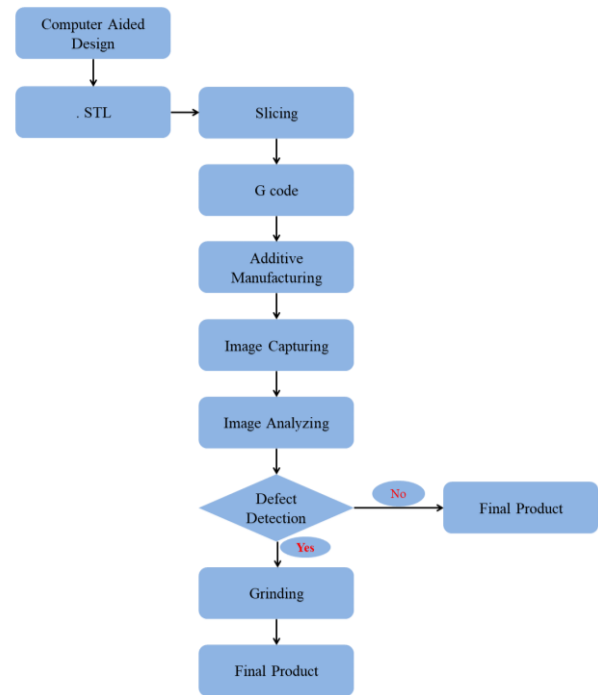 Computer Aided
Design
. STL
Slicing
G code
Additive
Manufacturing
Image Capturing
Image Analyzing
Defect
Detection
No
Final Product
Yes
Grinding
Final Product